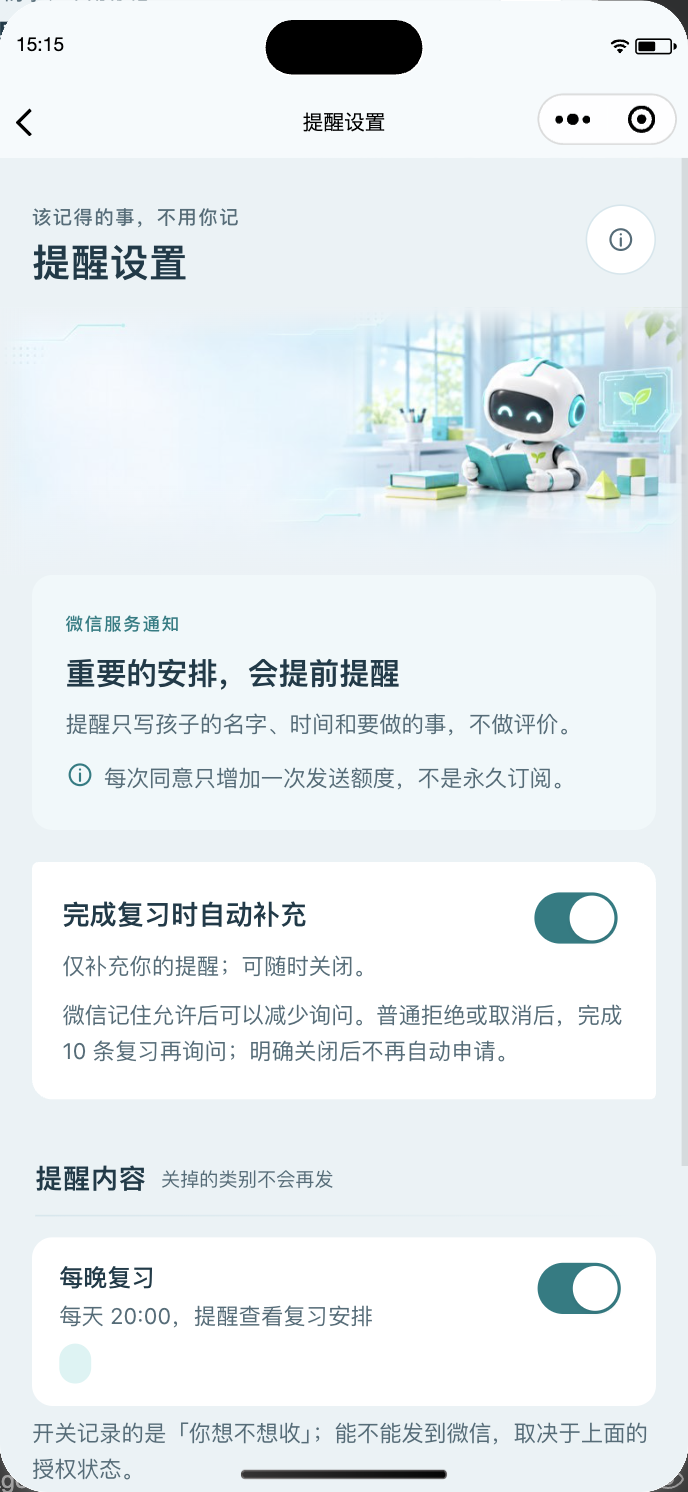 15:15
提醒设置
该记得的事，不用你记
提醒设置
微信服务通知
重要的安排，会提前提醒
提醒只写孩子的名字、时间和要做的事，不做评价。
每次同意只增加一次发送额度，不是永久订阅。
完成复习时自动补充
仅补充你的提醒；可随时关闭。
微信记住允许后可以减少询问。普通拒绝或取消后，完成
10 条复习再询问；明确关闭后不再自动申请。
提醒内容 关掉的类别不会再发
每晚复习
每天 20:00，提醒查看复习安排
开关记录的是「你想不想收」；能不能发到微信，取决于上面的
授权状态。